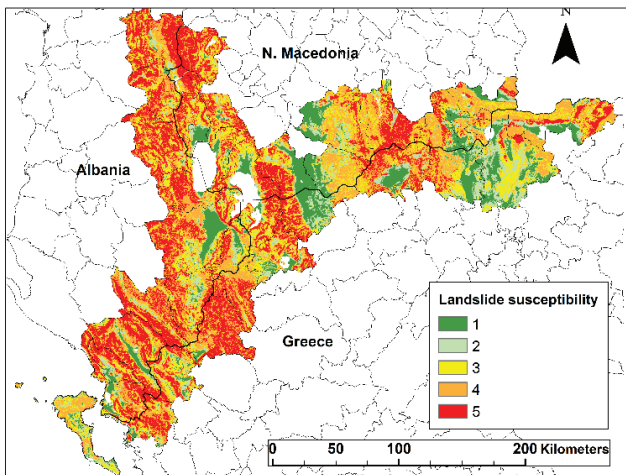 N
N. Macedonia
Albania
Greece
Landslide susceptibility
1
2
3
4
5
0 50 100 200 Kilometers